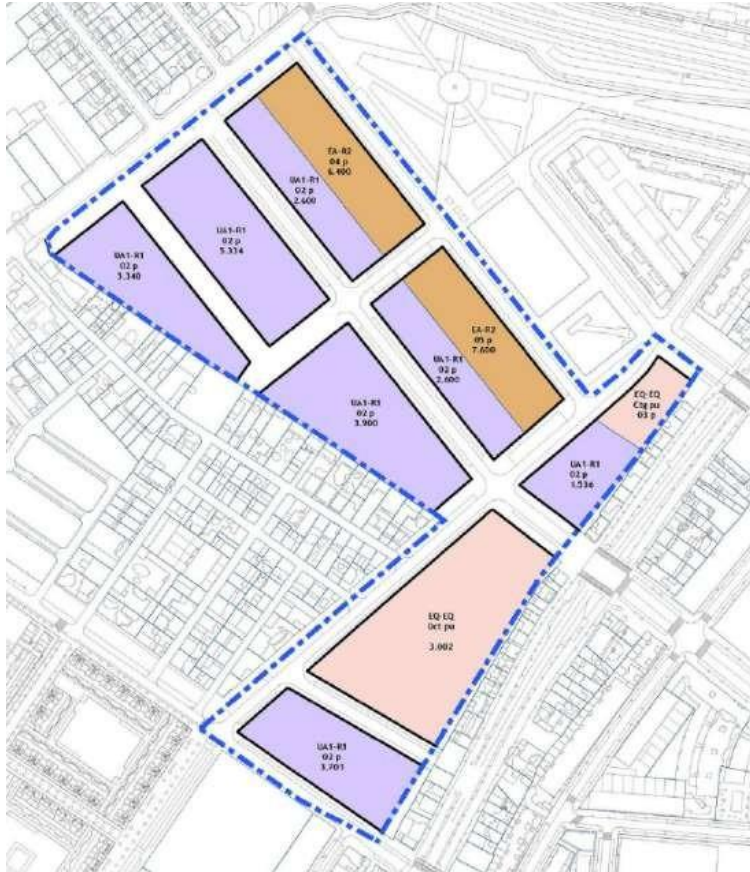 EA-R2
04 p
6.400
UA1-R1
02 p
2.600
UA1-R1
02 p
5.334
UA1-R1
02 p
3.340
EA-R2
05 p
7.600
UA1-R1
02 p
2.600
UA1-R1
02 p
3.900
EQ-EQ
03 p
UA1-R1
02 p
1.536
EQ-EQ
Dct pu
3.002
UA1-R1
02 p
3.701